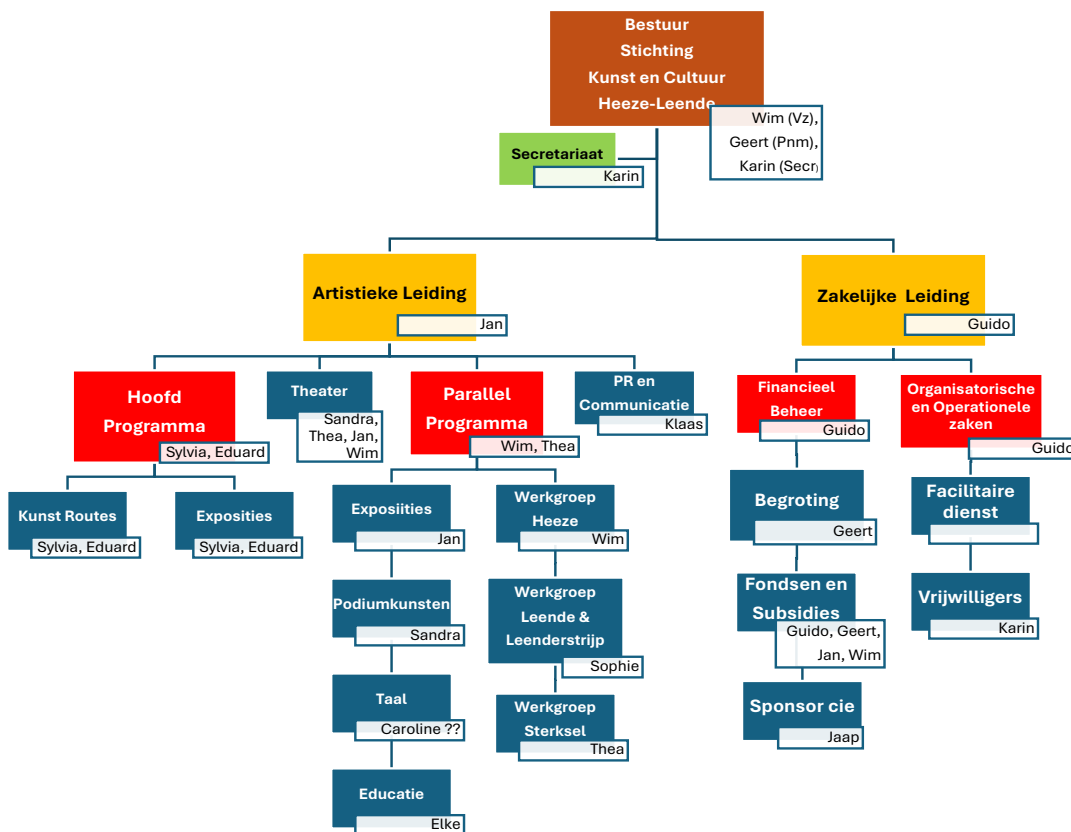 Bestuur
Stichting
Kunst en Cultuur
Heeze-Leende
Wim (Vz),
Geert (Pnm),
Karin (Secr)
Secretariaat
Karin
Artistieke Leiding
Jan
Zakelijke Leiding
Guido
Hoofd
Programma
Sylvia, Eduard
Theater
Sandra,
Thea, Jan,
Wim
Parallel
Programma
Wim, Thea
PR en
Communicatie
Klaas
Financieel
Beheer
Guido
Organisatorische
en Operationele
zaken
Guido
Kunst Routes
Sylvia, Eduard
Exposities
Sylvia, Eduard
Exposiities
Jan
Werkgroep
Heeze
Wim
Begroting
Geert
Facilitaire
dienst
Podiumkunsten
Sandra
Werkgroep
Leende &
Leenderstrijp
Sophie
Fondsen en
Subsidies
Guido, Geert,
Jan, Wim
Vrijwilligers
Karin
Taal
Caroline ??
Werkgroep
Sterksel
Thea
Sponsor cie
Jaap
Educatie
Elke